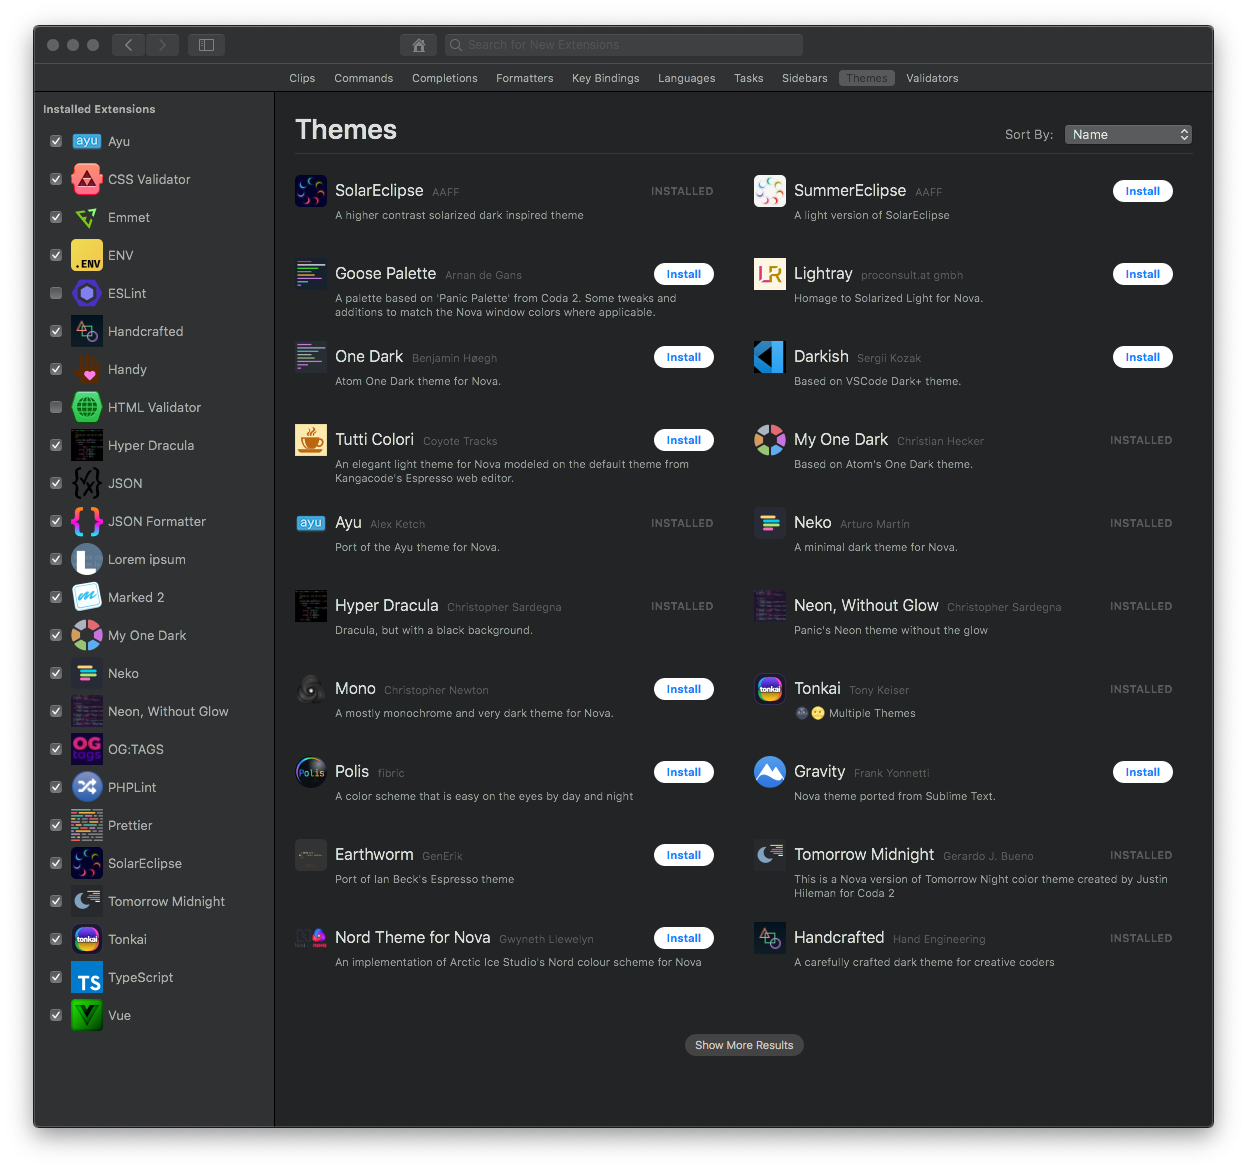 Search for New Extensions
Clips Commands Completions Formatters Key Bindings Languages Tasks Sidebars Themes Validators
Installed Extensions
ayu Ayu
CSS Validator
Emmet
.ENV ENV
ESLint
Handcrafted
Handy
HTML Validator
Hyper Dracula
JSON
JSON Formatter
L Lorem ipsum
Marked 2
My One Dark
Neko
Neon, Without Glow
OG tags OG:TAGS
PHPLint
Prettier
SolarEclipse
Tomorrow Midnight
tonkai Tonkai
TS TypeScript
Vue
Themes
Sort By: Name
SolarEclipse AAFF INSTALLED
A higher contrast solarized dark inspired theme
SummerEclipse AAFF Install
A light version of SolarEclipse
Goose Palette Arnan de Gans Install
A palette based on 'Panic Palette' from Coda 2. Some tweaks and
additions to match the Nova window colors where applicable.
LR Lightray proconsult.at gmbh Install
Homage to Solarized Light for Nova.
One Dark Benjamin Høegh Install
Atom One Dark theme for Nova.
Darkish Sergii Kozak Install
Based on VSCode Dark+ theme.
Tutti Colori Coyote Tracks Install
An elegant light theme for Nova modeled on the default theme from
Kangacode's Espresso web editor.
My One Dark Christian Hecker INSTALLED
Based on Atom's One Dark theme.
ayu Ayu Alex Ketch INSTALLED
Port of the Ayu theme for Nova.
Neko Arturo Martín INSTALLED
A minimal dark theme for Nova.
Hyper Dracula Christopher Sardegna INSTALLED
Dracula, but with a black background.
Neon, Without Glow Christopher Sardegna INSTALLED
Panic's Neon theme without the glow
Mono Christopher Newton Install
A mostly monochrome and very dark theme for Nova.
tonkai Tonkai Tony Keiser INSTALLED
🌚🌝 Multiple Themes
Polis Polis fibric Install
A color scheme that is easy on the eyes by day and night
Gravity Frank Yonnetti Install
Nova theme ported from Sublime Text.
Earthworm GenErik Install
Port of Ian Beck's Espresso theme
Tomorrow Midnight Gerardo J. Bueno INSTALLED
This is a Nova version of Tomorrow Night color theme created by Justin
Hileman for Coda 2
Nord Theme for Nova Gwyneth Llewelyn Install
An implementation of Arctic Ice Studio's Nord colour scheme for Nova
Handcrafted Hand Engineering INSTALLED
A carefully crafted dark theme for creative coders
Show More Results